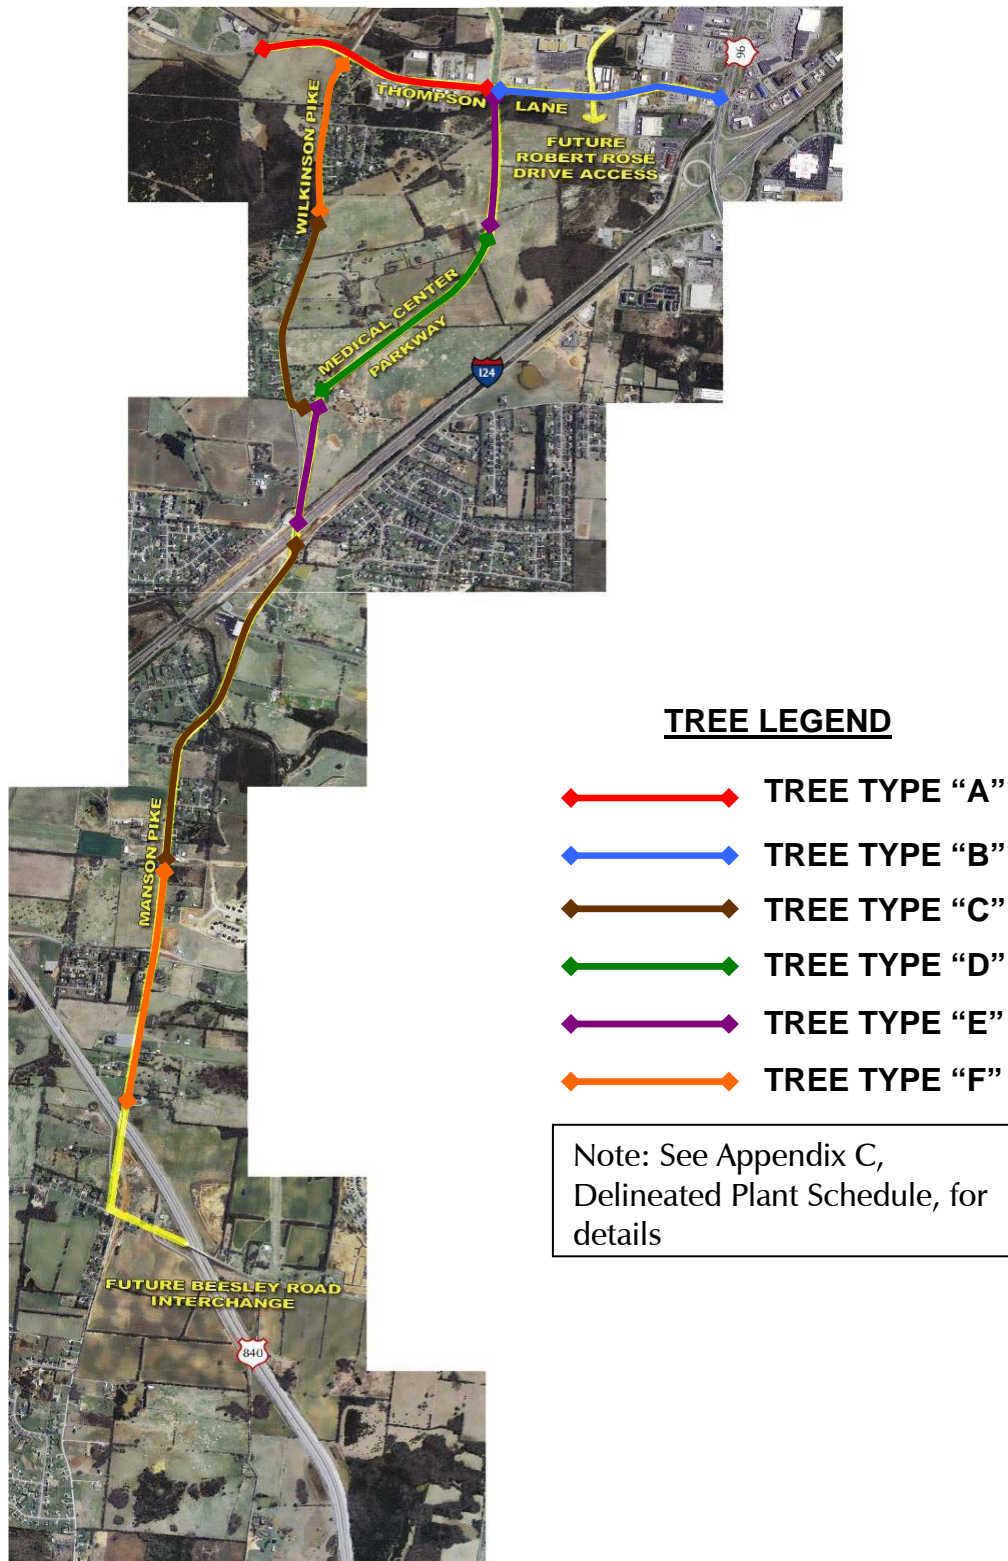 96
THOMPSON LANE
WILKINSON PIKE
FUTURE
ROBERT ROSE
DRIVE ACCESS
MEDICAL CENTER
PARKWAY
124
TREE LEGEND
TREE TYPE “A”
TREE TYPE “B”
TREE TYPE “C”
TREE TYPE “D”
TREE TYPE “E”
TREE TYPE “F”
MANSON PIKE
Note: See Appendix C,
Delineated Plant Schedule, for
details
FUTURE BEESLEY ROAD
INTERCHANGE
840